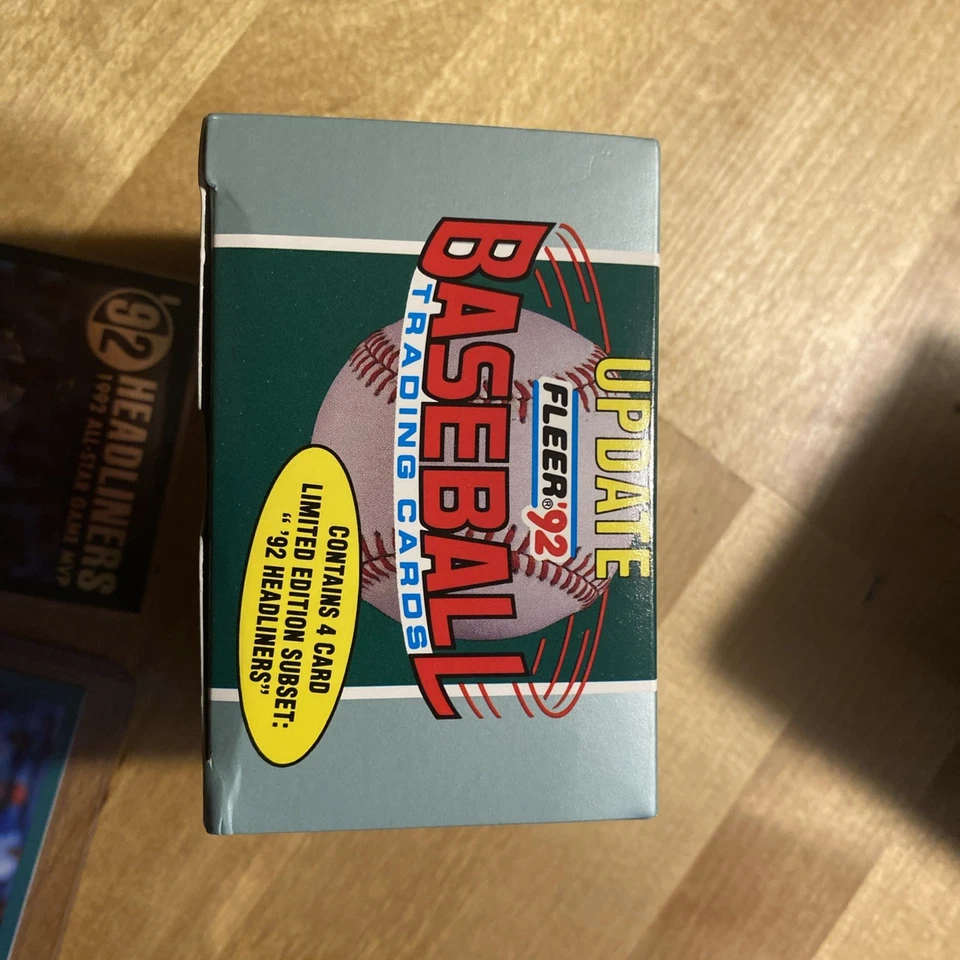 UPDATE
FLEER® '92
BASEBALL
TRADING CARDS
CONTAINS 4 CARD
LIMITED EDITION SUBSET:
“ '92 HEADLINERS”
92 HEADLINERS
1992 ALL-STAR GAME MVP